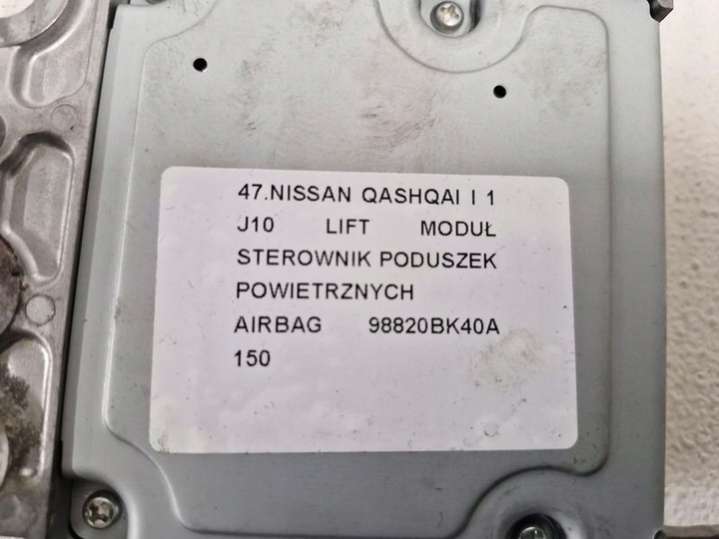 47.NISSAN QASHQAI I 1
J10 LIFT MODUŁ
STEROWNIK PODUSZEK
POWIETRZNYCH
AIRBAG 98820BK40A
150